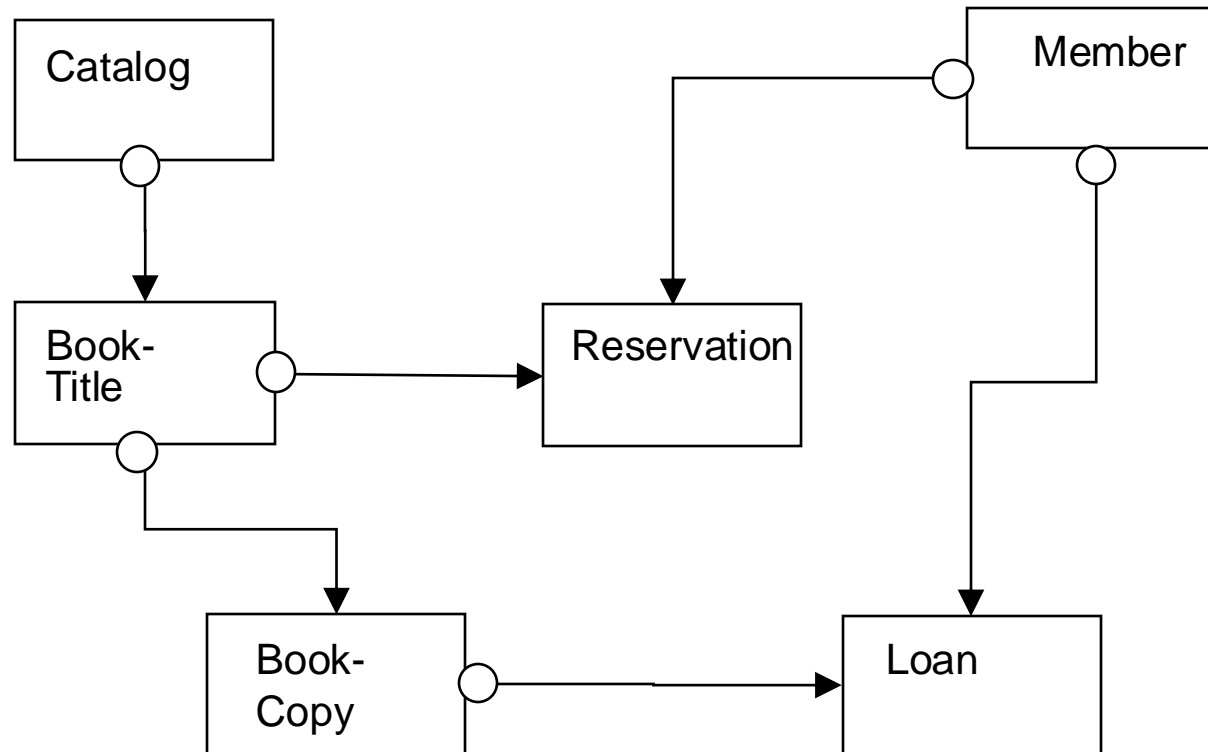 Catalog
Member
Book-
Title
Reservation
Book-
Copy
Loan